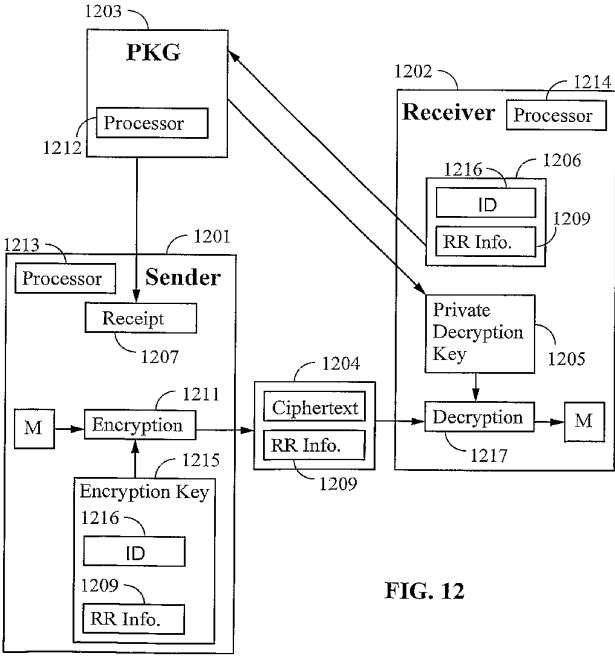 1203
PKG
Processor
1212
1202
1214
Receiver
Processor
1216
1206
ID
RR Info.
1209
1213
1201
Processor
Sender
Receipt
1207
Private
Decryption
Key
1205
1211
M
Encryption
1204
Ciphertext
RR Info.
1209
Decryption
M
1217
1215
Encryption Key
1216
ID
1209
RR Info.
FIG. 12